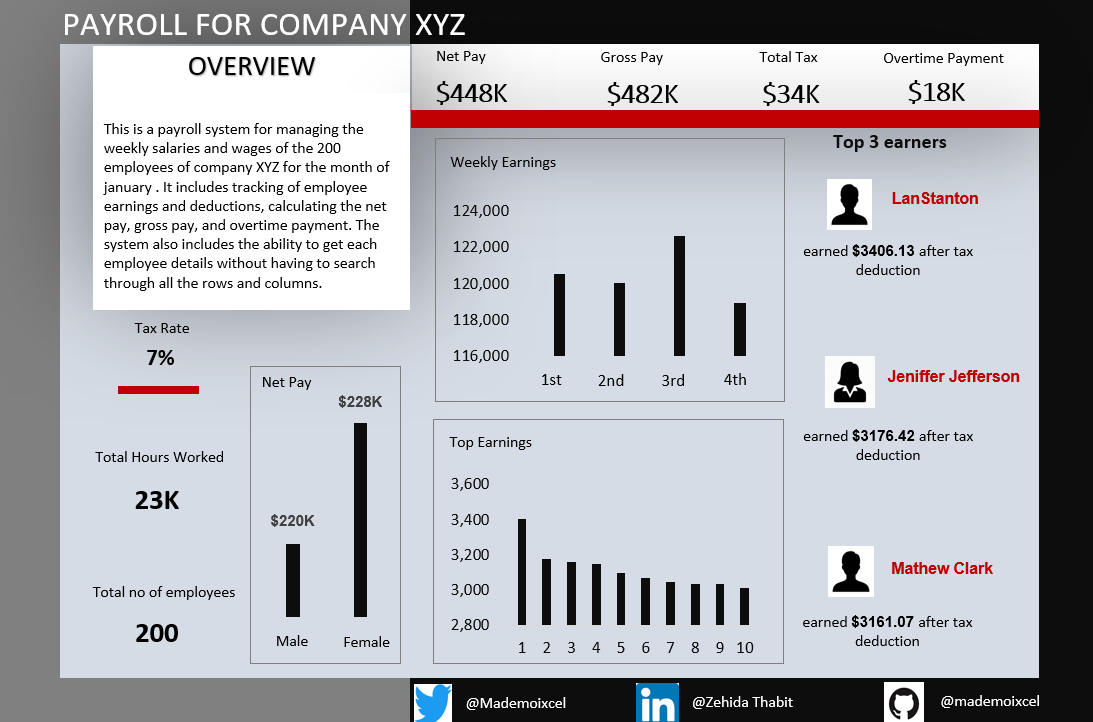 PAYROLL FOR COMPANY XYZ
OVERVIEW
This is a payroll system for managing the
weekly salaries and wages of the 200
employees of company XYZ for the month of
january . It includes tracking of employee
earnings and deductions, calculating the net
pay, gross pay, and overtime payment. The
system also includes the ability to get each
employee details without having to search
through all the rows and columns.
Net Pay
$448K
Gross Pay
$482K
Total Tax
$34K
Overtime Payment
$18K
Tax Rate
7%
Total Hours Worked
23K
Total no of employees
200
Net Pay
$228K
$220K
Male Female
Weekly Earnings
124,000
122,000
120,000
118,000
116,000
1st 2nd 3rd 4th
Top Earnings
3,600
3,400
3,200
3,000
2,800
1 2 3 4 5 6 7 8 9 10
Top 3 earners
LanStanton
earned $3406.13 after tax
deduction
Jeniffer Jefferson
earned $3176.42 after tax
deduction
Mathew Clark
earned $3161.07 after tax
deduction
@Mademoixcel
in
@Zehida Thabit
@mademoixcel